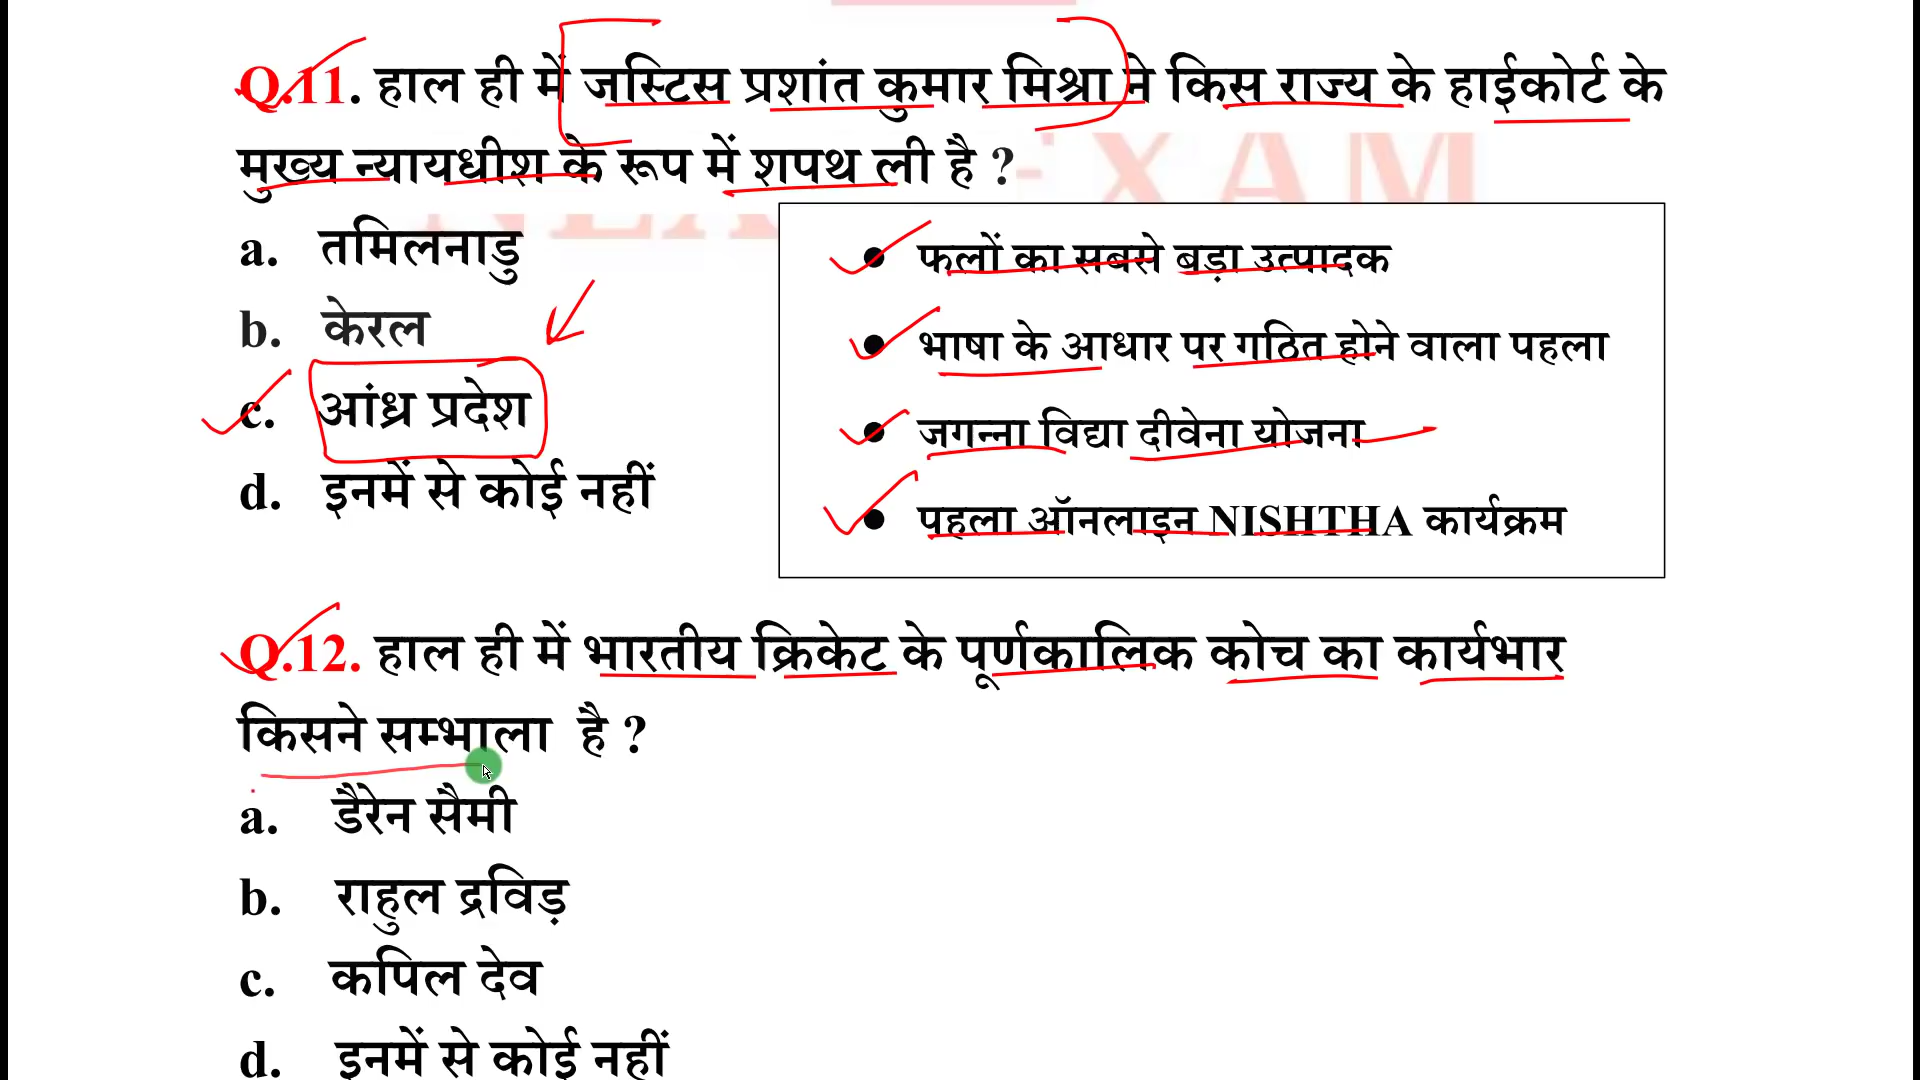 Q.11. हाल ही में जस्टिस प्रशांत कुमार मिश्रा ने किस राज्य के हाईकोर्ट के
मुख्य न्यायधीश के रूप में शपथ ली है ?
a. तमिलनाडु
b. केरल
c. आंध्र प्रदेश
d. इनमें से कोई नहीं
● फलों का सबसे बड़ा उत्पादक
● भाषा के आधार पर गठित होने वाला पहला
● जगन्ना विद्या दीवेना योजना
● पहला ऑनलाइन NISHTHA कार्यक्रम
Q.12. हाल ही में भारतीय क्रिकेट के पूर्णकालिक कोच का कार्यभार
किसने सम्भाला है ?
a. डैरेन सैमी
b. राहुल द्रविड़
c. कपिल देव
d. इनमें से कोई नहीं